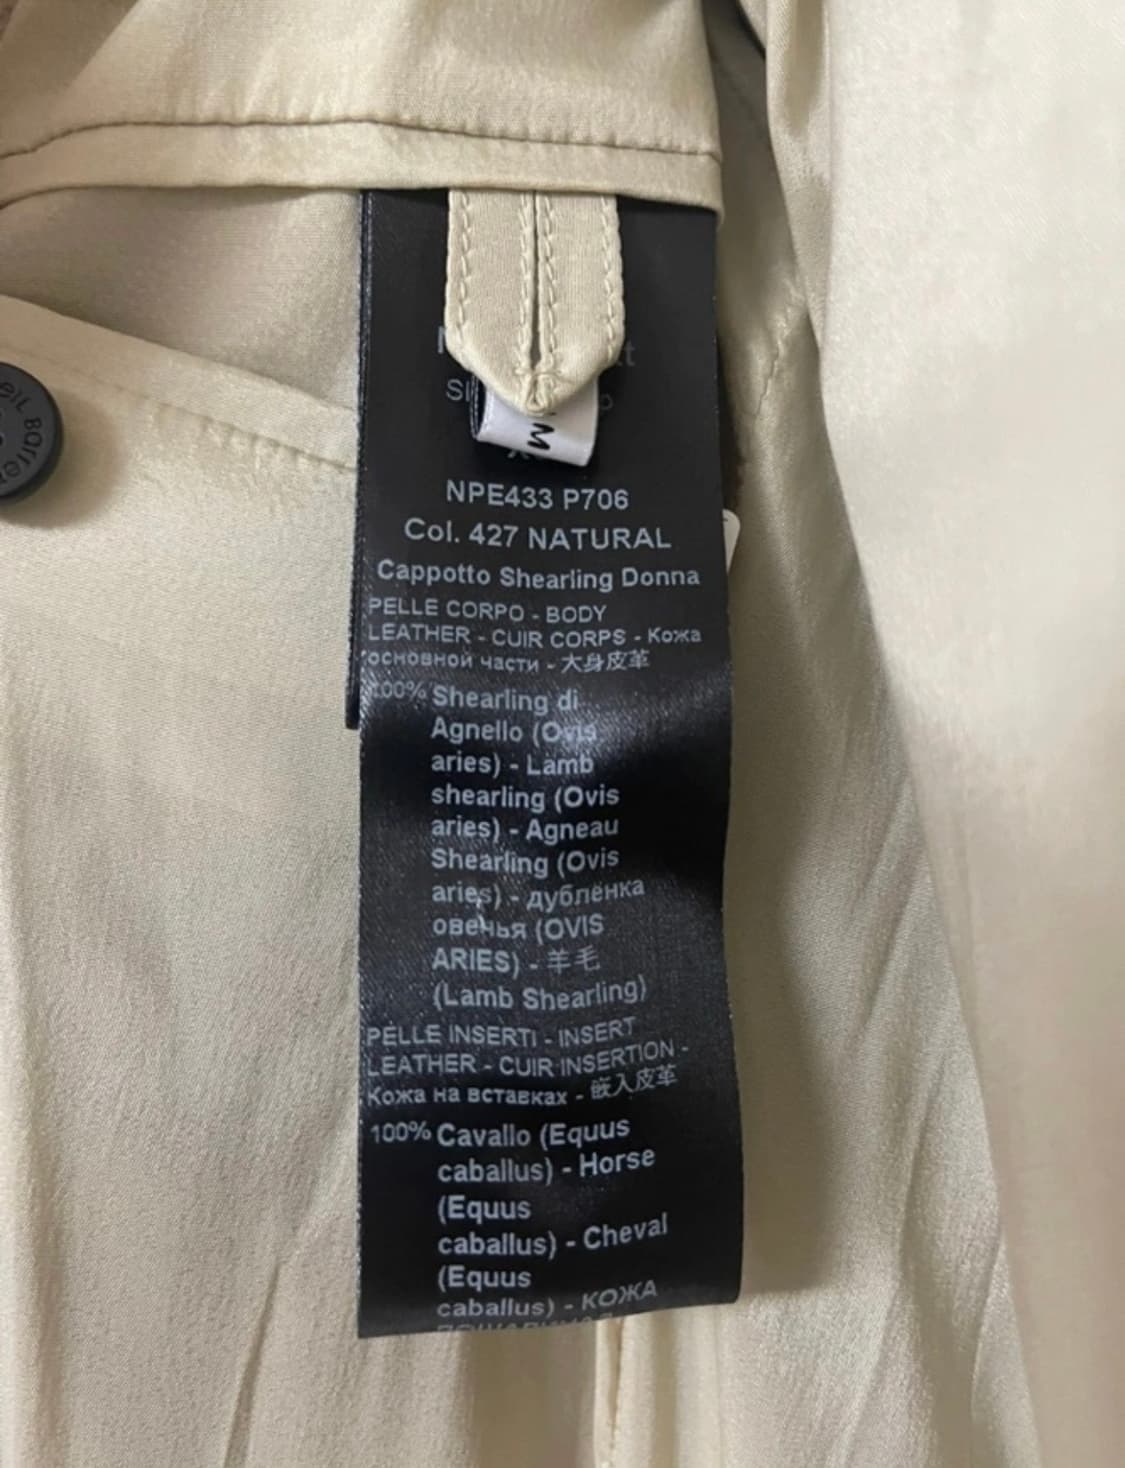 NPE433 P706
Col. 427 NATURAL
Cappotto Shearling Donna
PELLE CORPO - BODY
LEATHER - CUIR CORPS - Кожа
основной части - 大身皮革
100% Shearling di
Agnello (Ovis
aries) - Lamb
shearling (Ovis
aries) - Agneau
Shearling (Ovis
aries) - дублёнка
овечья (OVIS
ARIES) - 羊毛
(Lamb Shearling)
PELLE INSERTI - INSERT
LEATHER - CUIR INSERTION -
Кожа на вставках - 嵌入皮革
100% Cavallo (Equus
caballus) - Horse
(Equus
caballus) - Cheval
(Equus
caballus) - КОЖА